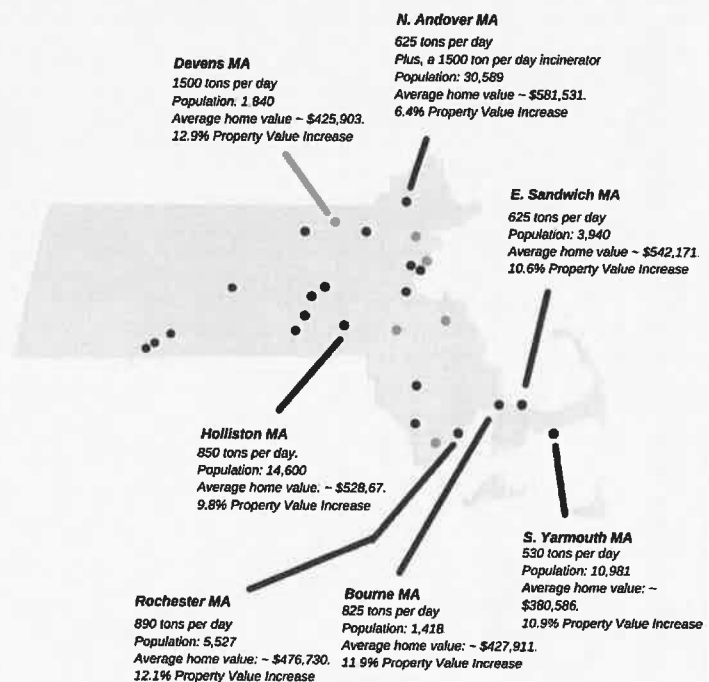 N. Andover MA
625 tons per day
Plus, a 1500 ton per day incinerator
Population: 30,589
Average home value ~ $581,531.
6.4% Property Value Increase
Devens MA
1500 tons per day
Population. 1,840
Average home value ~ $425,903.
12.9% Property Value Increase
E. Sandwich MA
625 tons per day
Population: 3,940
Average home value ~ $542,171.
10.6% Property Value Increase
Holliston MA
850 tons per day.
Population: 14,600
Average home value. ~ $528,67.
9.8% Property Value Increase
S. Yarmouth MA
530 tons per day
Population: 10,981
Average home value: ~
$380,586.
10.9% Property Value Increase
Rochester MA
890 tons per day
Population: 5,527
Average home value: ~ $476,730.
12.1% Property Value Increase
Bourne MA
825 tons per day
Population: 1,418
Average home value: ~ $427,911.
11 9% Property Value Increase